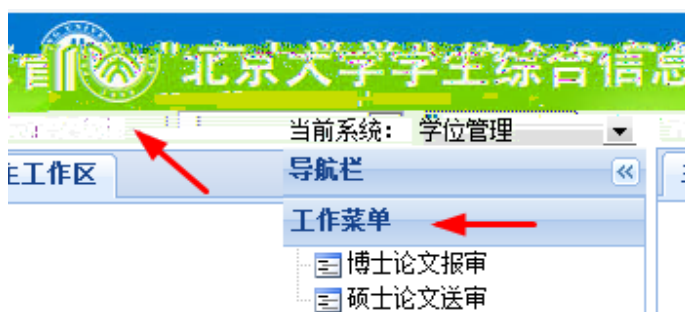 北京大学学生综合信息
当前系统： 学位管理
主工作区 导航栏
工作菜单
博士论文报审
硕士论文送审